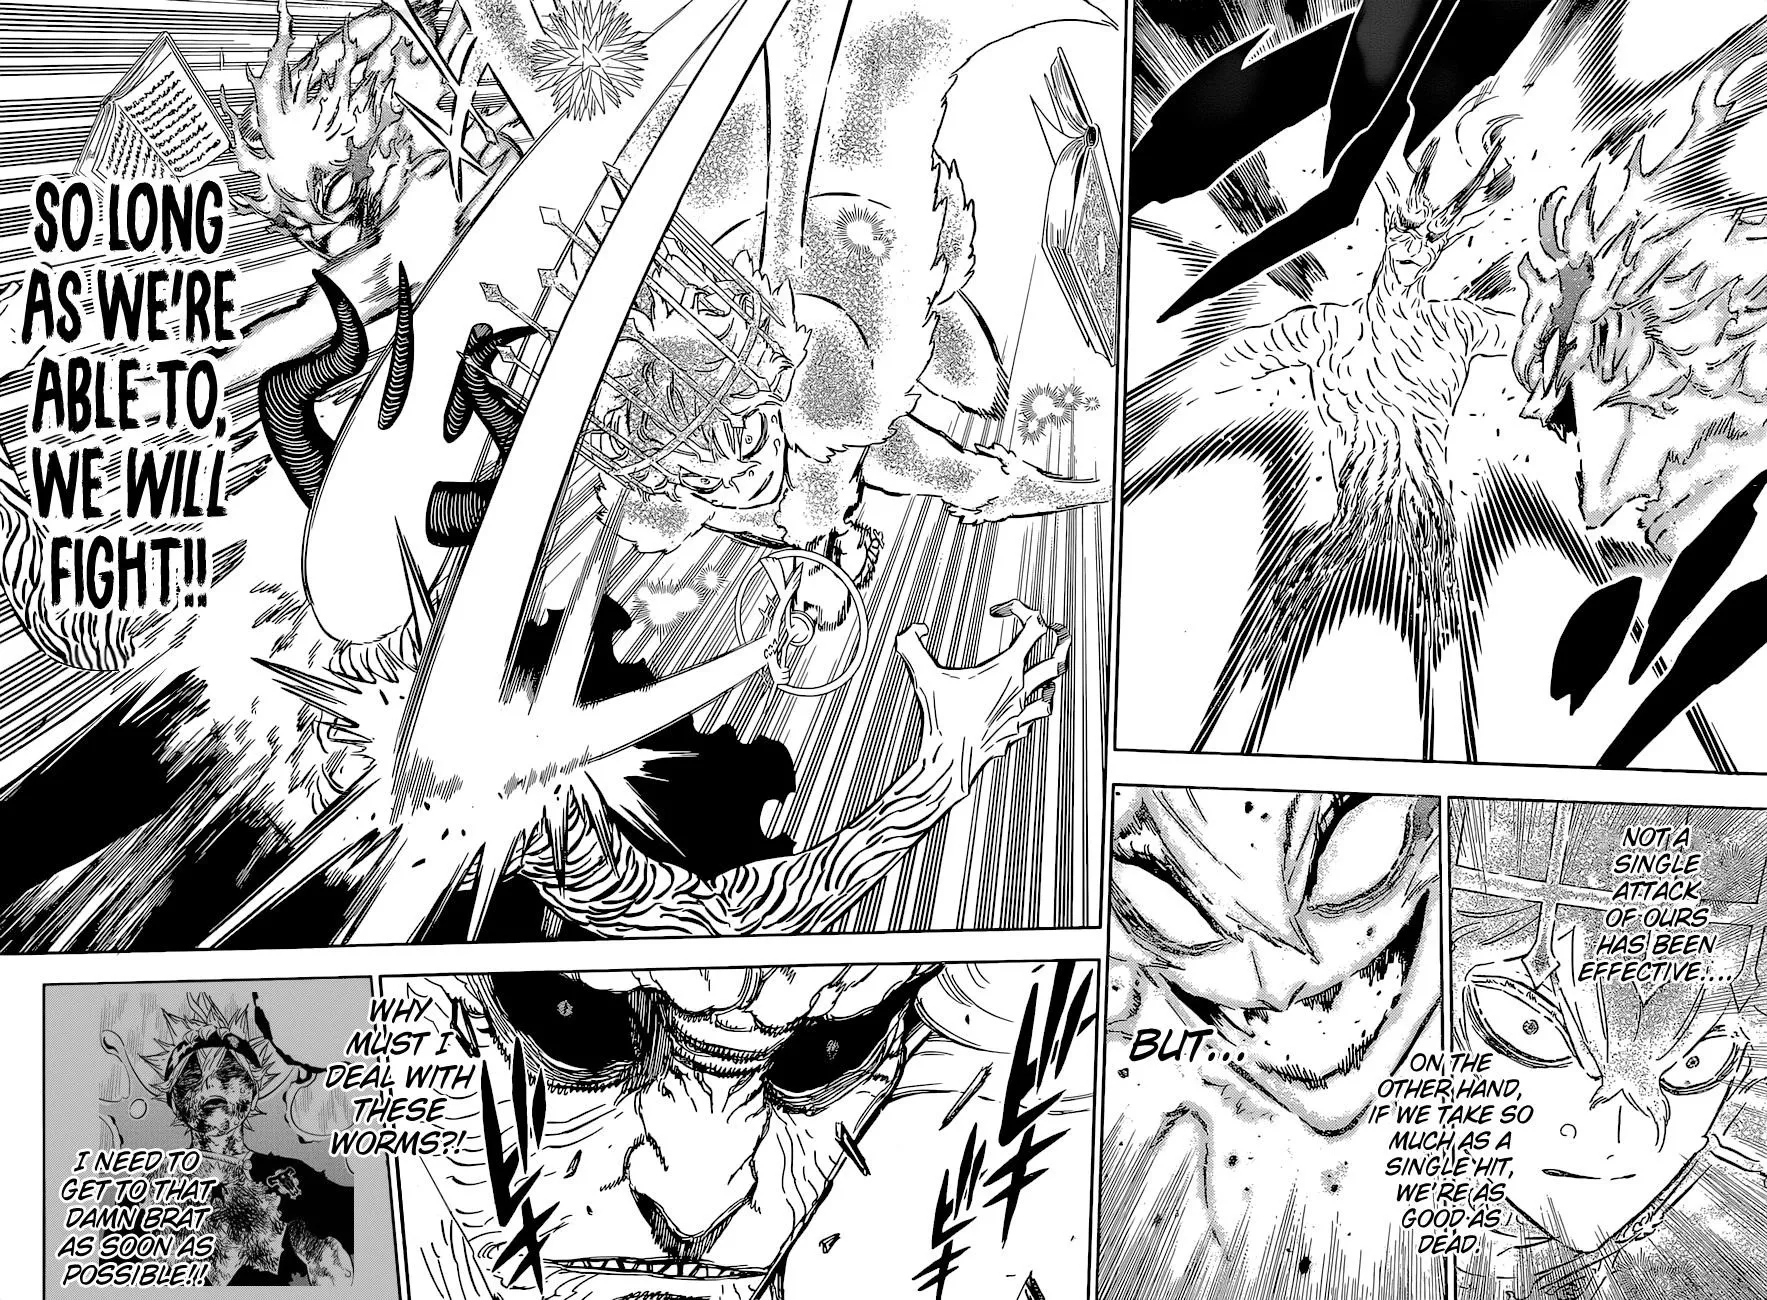 NOT A
SINGLE
ATTACK
OF OURS
HAS BEEN
EFFECTIVE....
ON THE
OTHER HAND,
IF WE TAKE SO
MUCH AS A
SINGLE HIT,
WE'RE AS
GOOD AS
DEAD.
BUT...
SO LONG
AS WE'RE
ABLE TO,
WE WILL
FIGHT!!
WHY
MUST I
DEAL WITH
THESE
WORMS?!
I NEED TO
GET TO THAT
DAMN BRAT
AS SOON AS
POSSIBLE!!